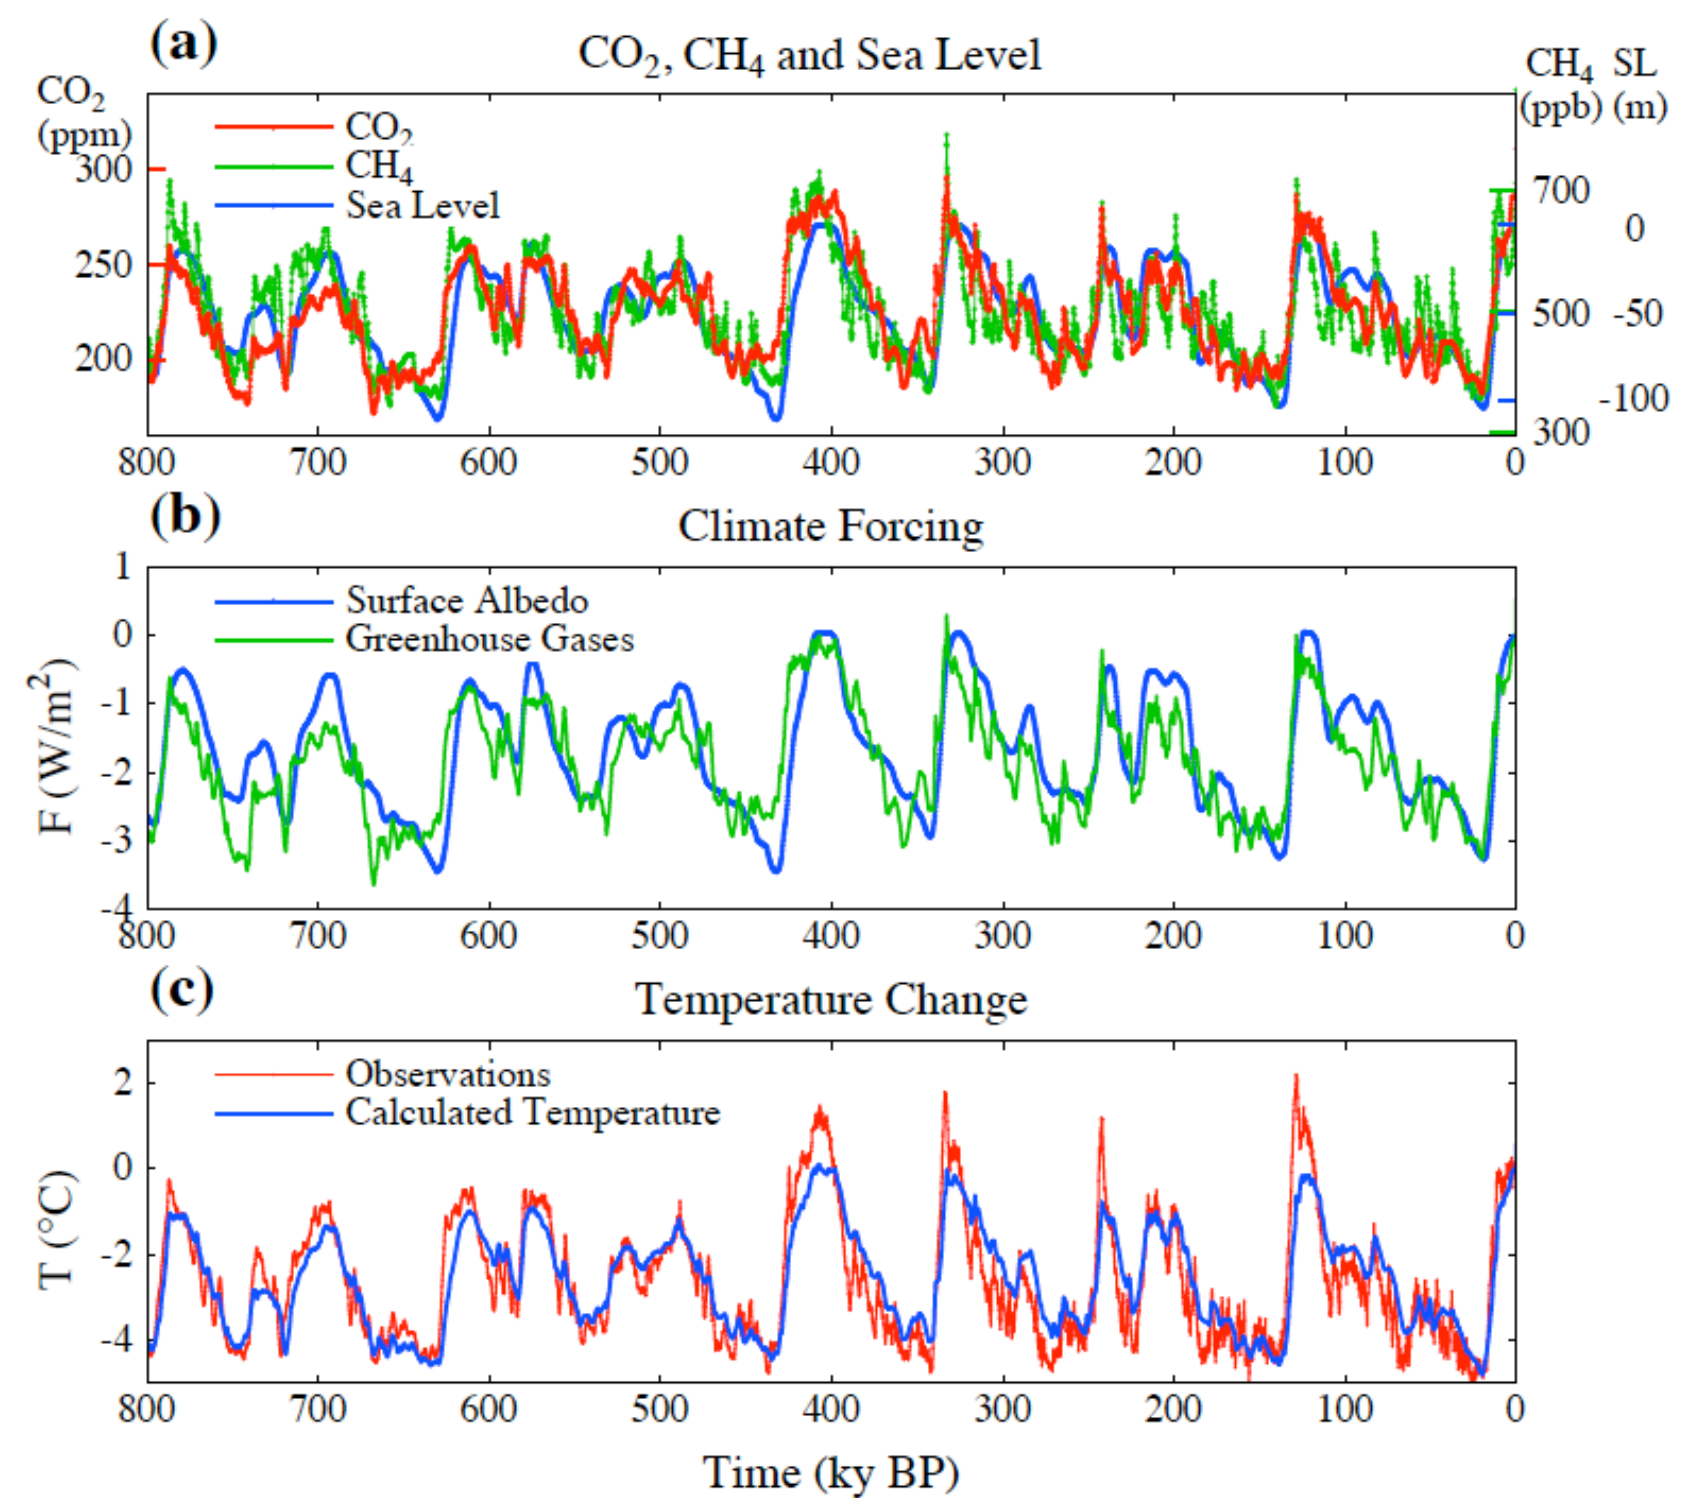 (a)
CO2, CH4 and Sea Level
CO2
(ppm)
CH4 SL
(ppb) (m)
CO2
CH4
Sea Level
300
250
200
700
500
300
0
-50
-100
800 700 600 500 400 300 200 100 0
(b)
Climate Forcing
Surface Albedo
Greenhouse Gases
F (W/m2)
1
0
-1
-2
-3
-4
800 700 600 500 400 300 200 100 0
(c)
Temperature Change
Observations
Calculated Temperature
T (°C)
2
0
-2
-4
800 700 600 500 400 300 200 100 0
Time (ky BP)